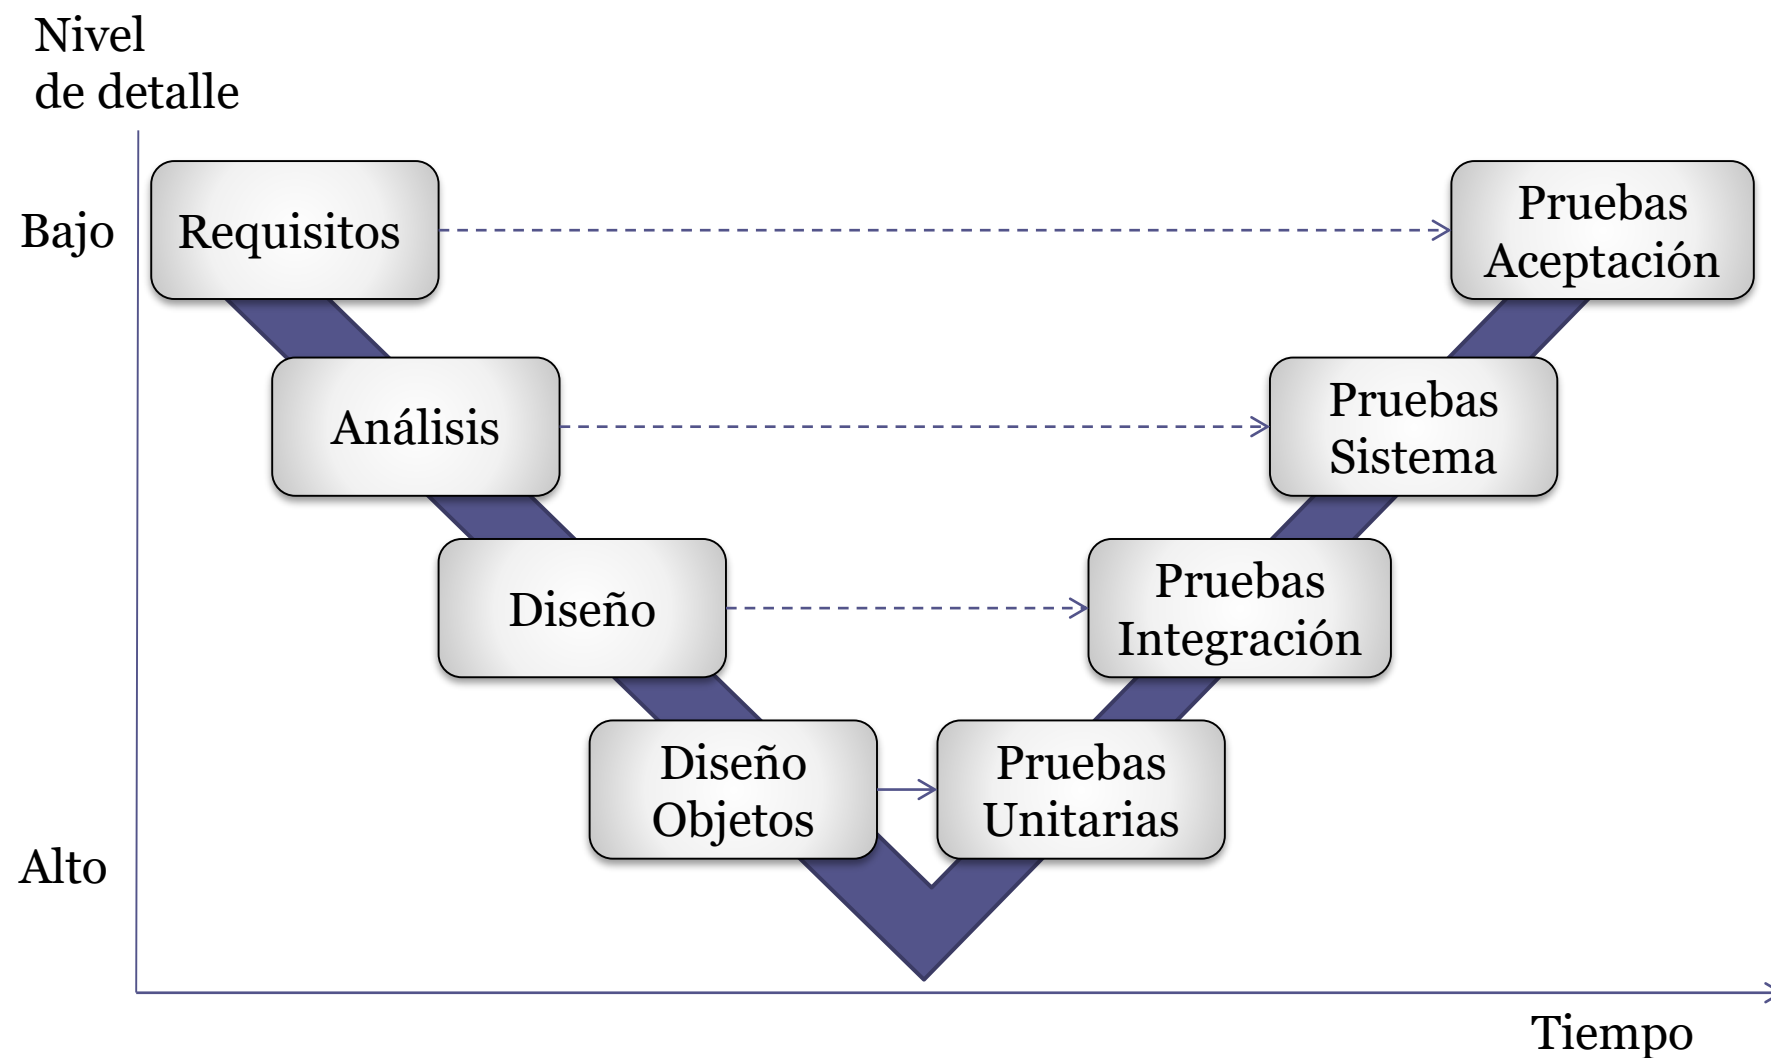 Nivel
de detalle
Bajo
Requisitos
Pruebas
Aceptación
Análisis
Pruebas
Sistema
Diseño
Pruebas
Integración
Diseño
Objetos
Pruebas
Unitarias
Alto
Tiempo